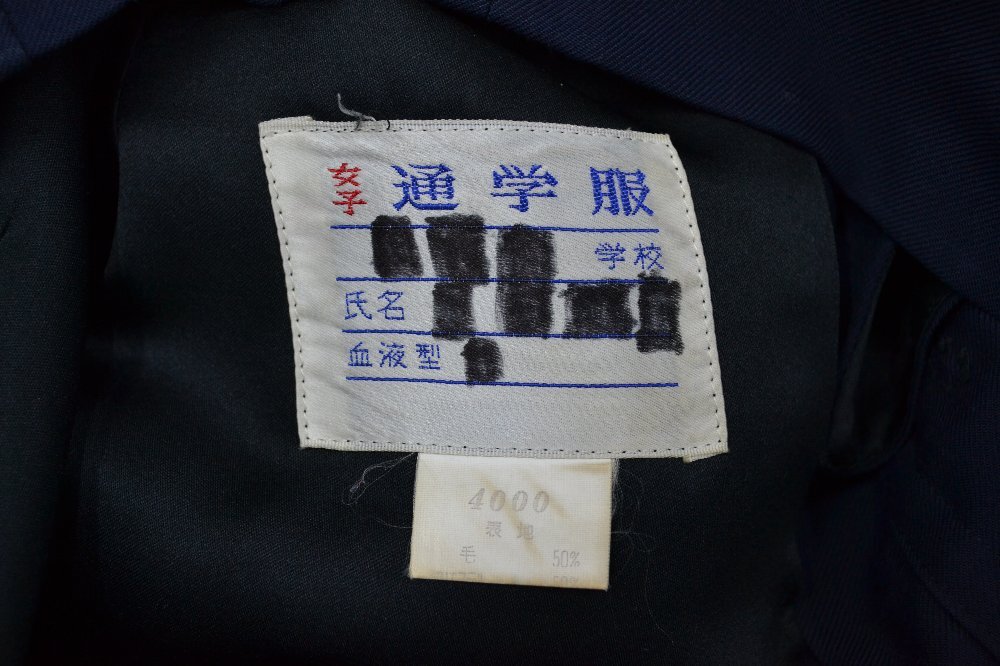 女子 通学服
学校
氏名
血液型
4000
表地
毛 50%